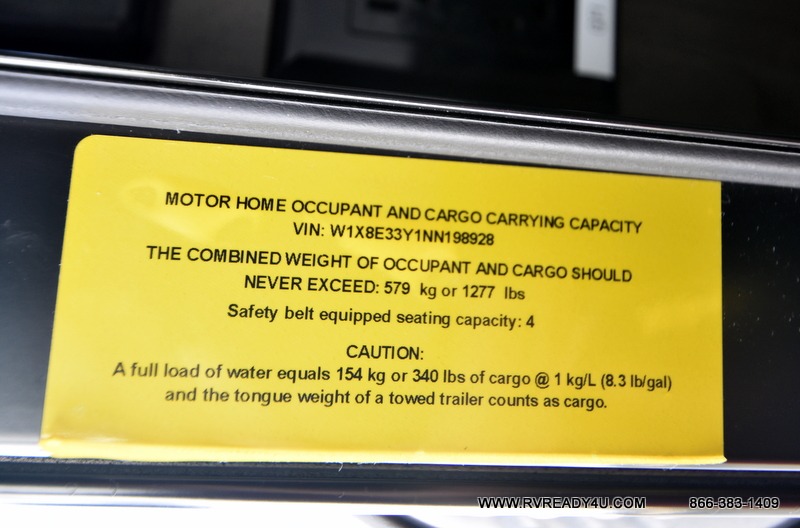 MOTOR HOME OCCUPANT AND CARGO CARRYING CAPACITY
VIN: W1X8E33Y1NN198928
THE COMBINED WEIGHT OF OCCUPANT AND CARGO SHOULD
NEVER EXCEED: 579 kg or 1277 lbs
Safety belt equipped seating capacity: 4
CAUTION:
A full load of water equals 154 kg or 340 lbs of cargo @ 1 kg/L (8.3 lb/gal)
and the tongue weight of a towed trailer counts as cargo.
WWW.RVREADY4U.COM 866-383-1409